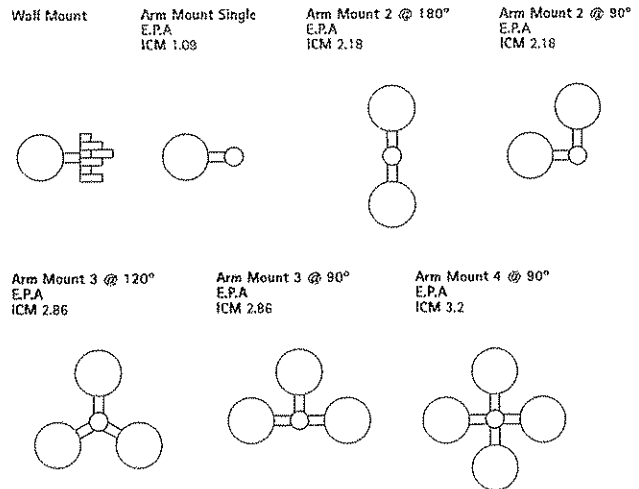 Wall Mount
Arm Mount Single
E.P.A
ICM 1.09
Arm Mount 2 @ 180°
E.P.A
ICM 2.18
Arm Mount 2 @ 90°
E.P.A
ICM 2.18
Arm Mount 3 @ 120°
E.P.A
ICM 2.86
Arm Mount 3 @ 90°
E.P.A
ICM 2.86
Arm Mount 4 @ 90°
E.P.A
ICM 3.2